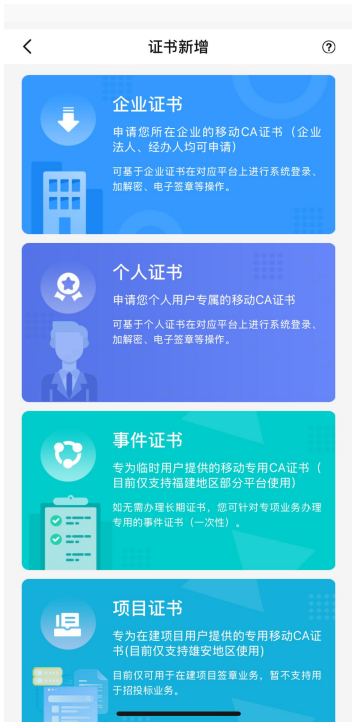 证书新增
企业证书
申请您所在企业的移动CA证书（企业
法人、经办人均可申请）
可基于企业证书在对应平台上进行系统登录、
加解密、电子签章等操作。
个人证书
申请您个人用户专属的移动CA证书
可基于个人证书在对应平台上进行系统登录、
加解密、电子签章等操作。
事件证书
专为临时用户提供的移动专用CA证书（
目前仅支持福建地区部分平台使用）
如无需办理长期证书，您可针对专项业务办理
专用的事件证书（一次性）。
项目证书
专为在建项目用户提供的专用移动CA证
书(目前仅支持雄安地区使用)
目前仅可用于在建项目签章业务，暂不支持用
于招投标业务。